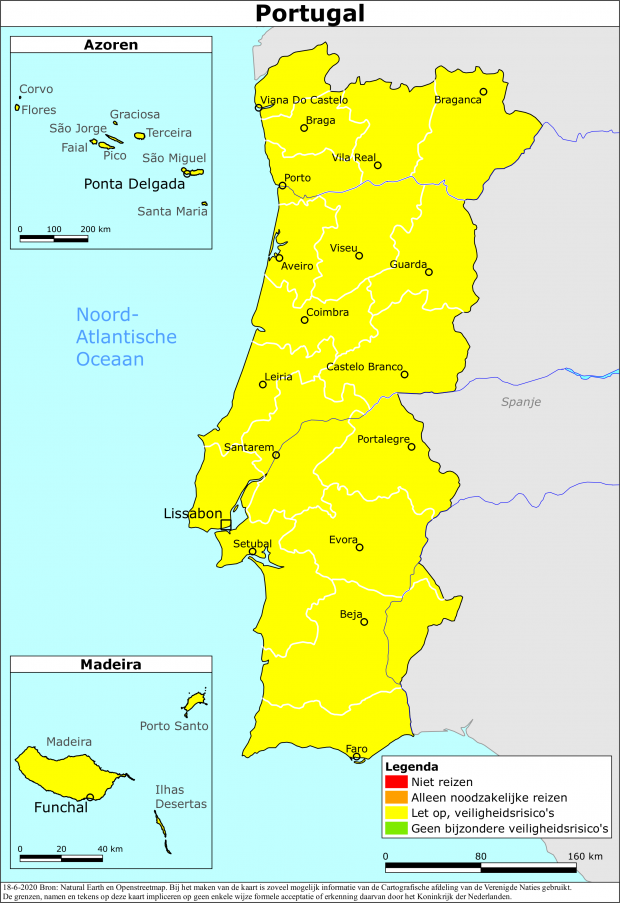 Portugal
Azoren
Corvo
Flores
Graciosa
São Jorge
Terceira
Faial
Pico
São Miguel
Ponta Delgada
Santa Maria
0 100 200 km
Viana Do Castelo
Braganca
Braga
Vila Real
Porto
Viseu
Guarda
Aveiro
Noord-
Atlantische
Oceaan
Coimbra
Castelo Branco
Leiria
Spanje
Portalegre
Santarem
Lissabon
Setubal
Evora
Beja
Faro
Madeira
Porto Santo
Madeira
Ilhas
Desertas
Funchal
0 20 40 km
Legenda
Niet reizen
Alleen noodzakelijke reizen
Let op, veiligheidsrisico's
Geen bijzondere veiligheidsrisico's
0 80 160 km
18-6-2020 Bron: Natural Earth en Openstreetmap. Bij het maken van de kaart is zoveel mogelijk informatie van de Cartografische afdeling van de Verenigde Naties gebruikt.
De grenzen, namen en tekens op deze kaart impliceren op geen enkele wijze formele acceptatie of erkenning daarvan door het Koninkrijk der Nederlanden.